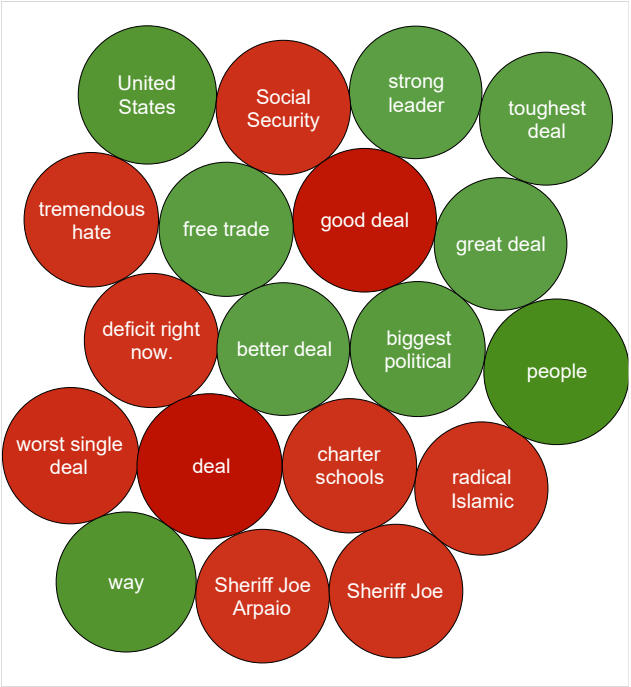 United
States
Social
Security
strong
leader
toughest
deal
tremendous
hate
free trade
good deal
great deal
deficit right
now.
better deal
biggest
political
people
worst single
deal
deal
charter
schools
radical
Islamic
way
Sheriff Joe
Arpaio
Sheriff Joe